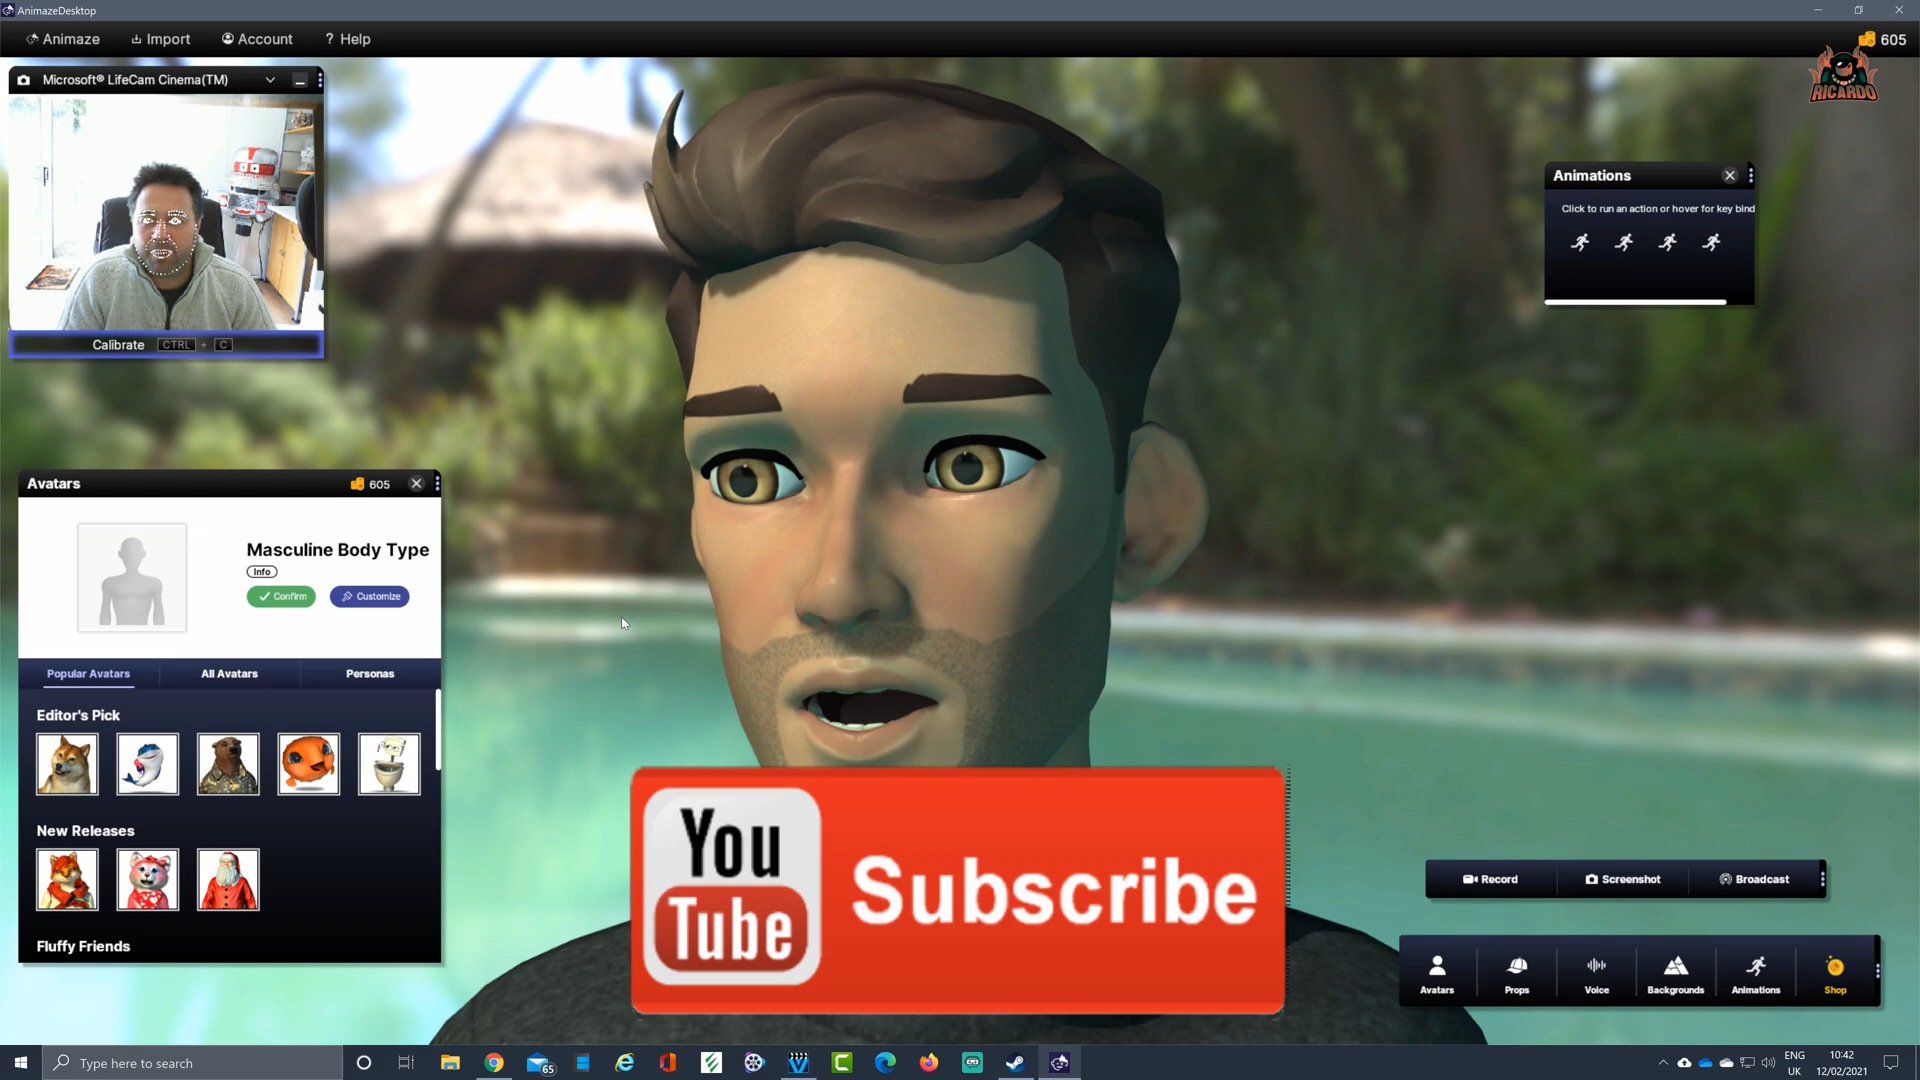 AnimazeDesktop
Animaze
Import
Account
? Help
605
RICARDO
Microsoft® LifeCam Cinema(TM)
Calibrate CTRL + C
Animations
Click to run an action or hover for key bind
Avatars
605
Masculine Body Type
Info
Confirm
Customize
Popular Avatars
All Avatars
Personas
Editor's Pick
New Releases
Fluffy Friends
You
Tube
Subscribe
Record
Screenshot
Broadcast
Avatars
Props
Voice
Backgrounds
Animations
Shop
Type here to search
65
ENG
UK
10:42
12/02/2021